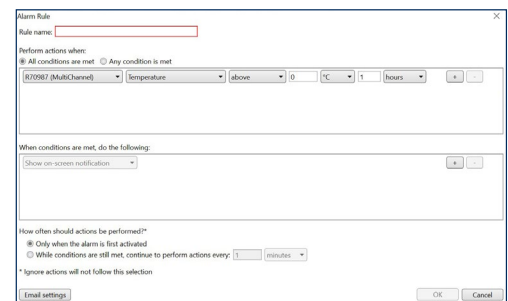 Alarm Rule
Rule name:
Perform actions when:
All conditions are met Any condition is met
R70987 (MultiChannel) Temperature above 0 °C 1 hours + -
When conditions are met, do the following:
Show on-screen notification + -
How often should actions be performed?*
Only when the alarm is first activated
While conditions are still met, continue to perform actions every: 1 minutes
* Ignore actions will not follow this selection
Email settings OK Cancel